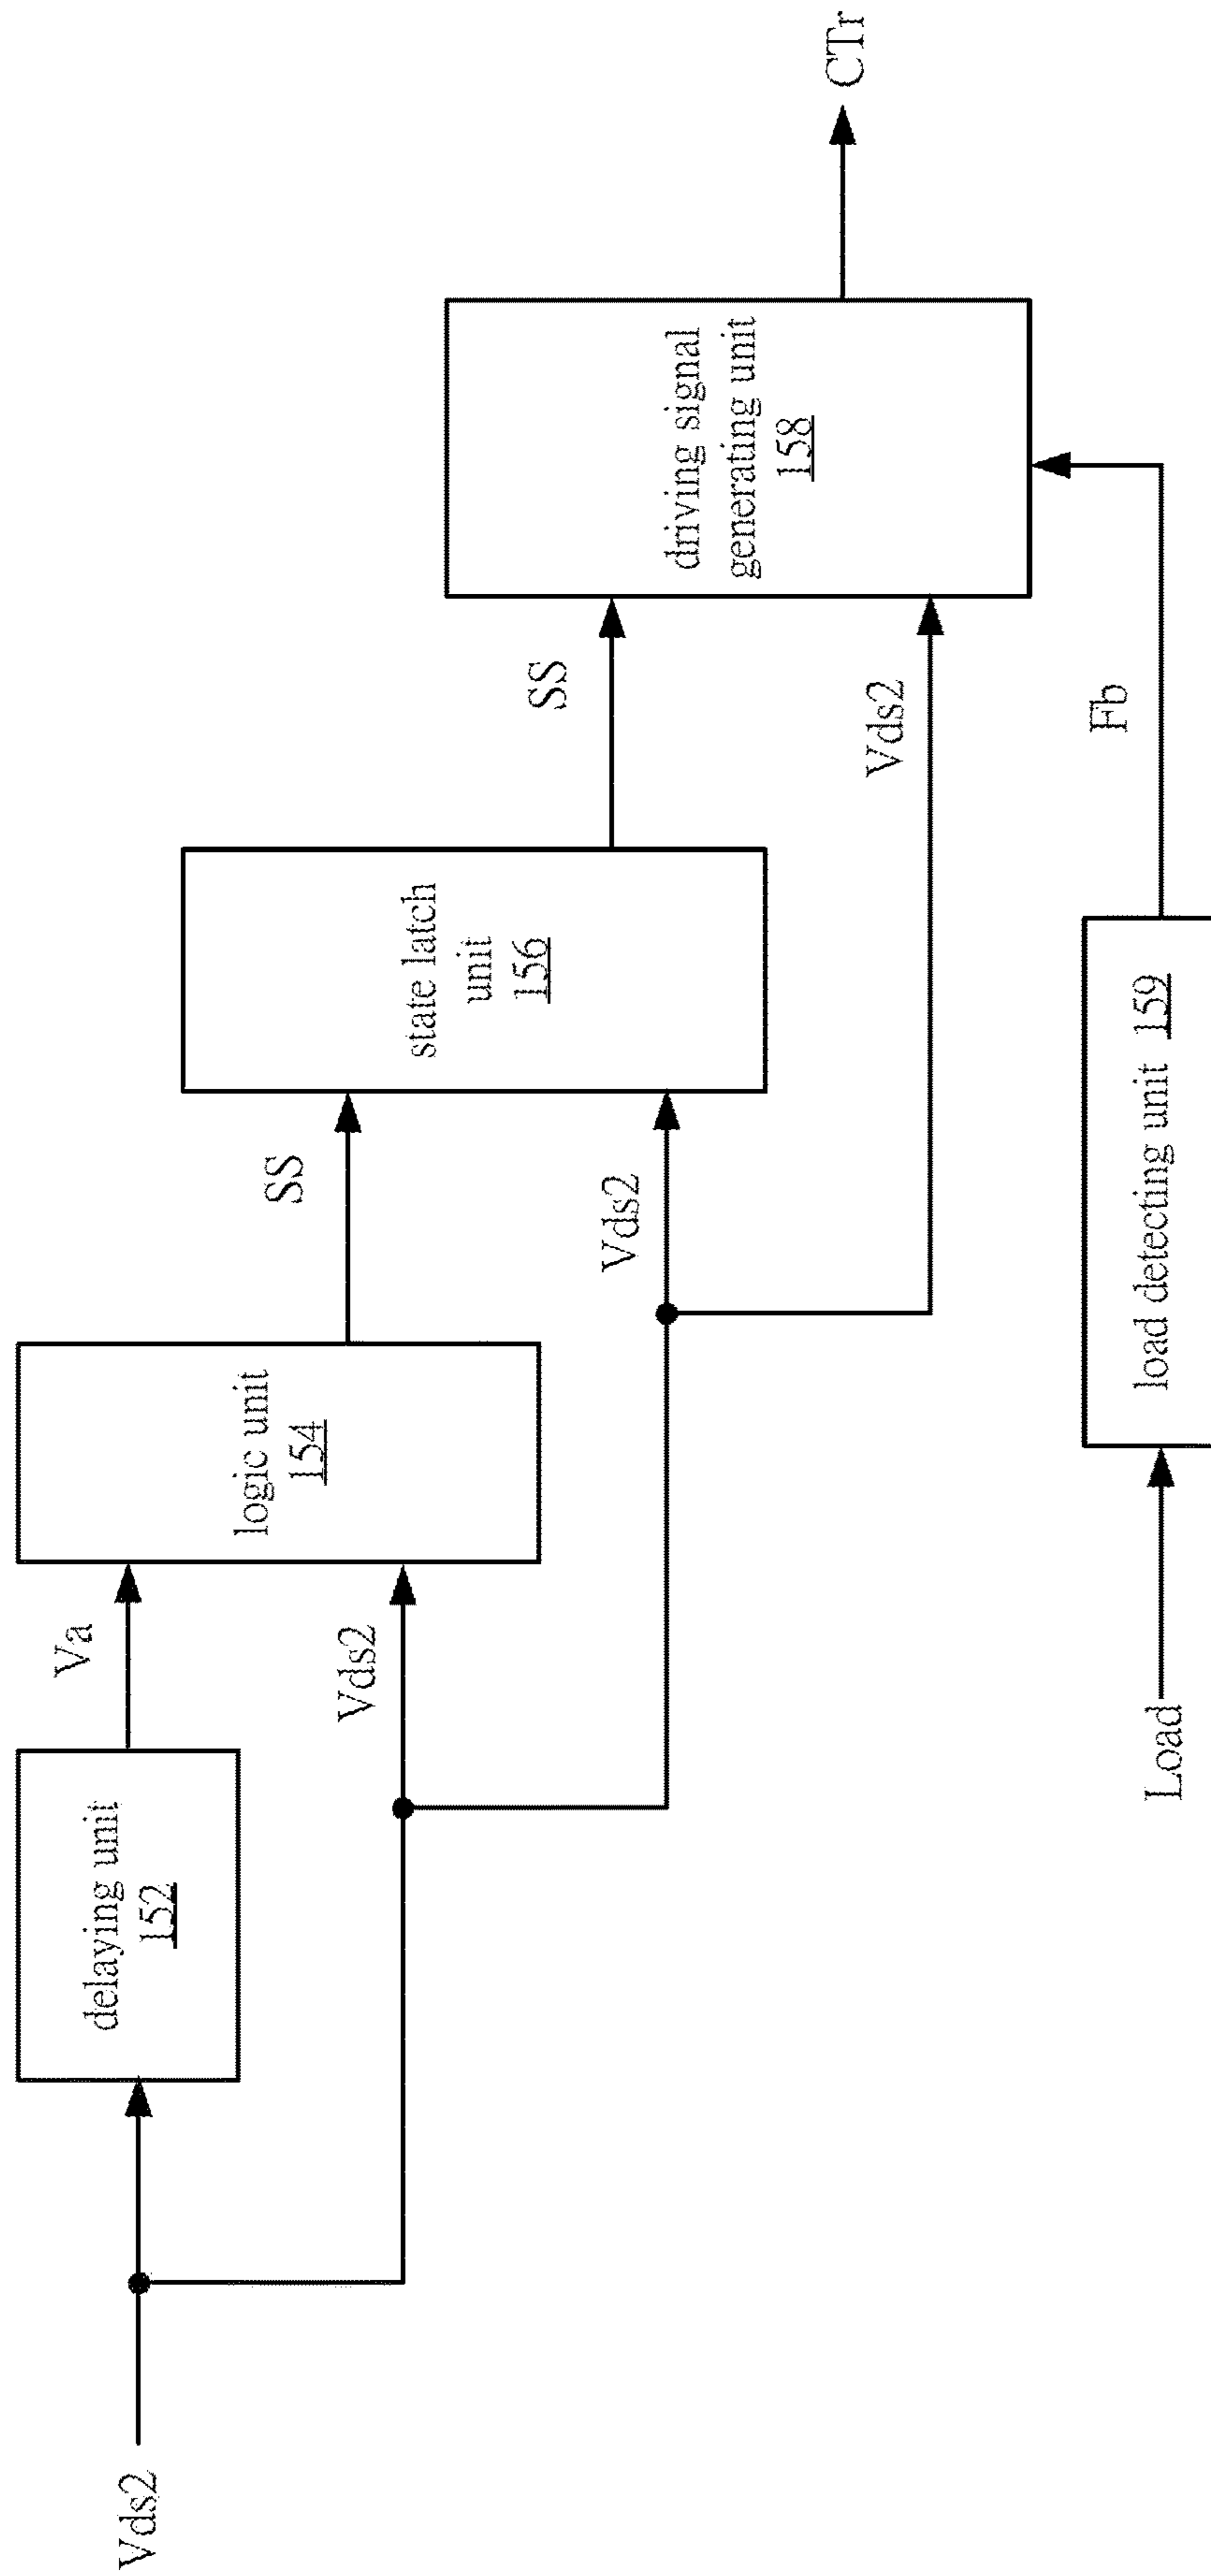 Vds2
delaying unit
152
Va
Vds2
logic unit
154
SS
Vds2
state latch
unit
156
SS
Vds2
driving signal
generating unit
158
CTr
Load
load detecting unit 159
Fb